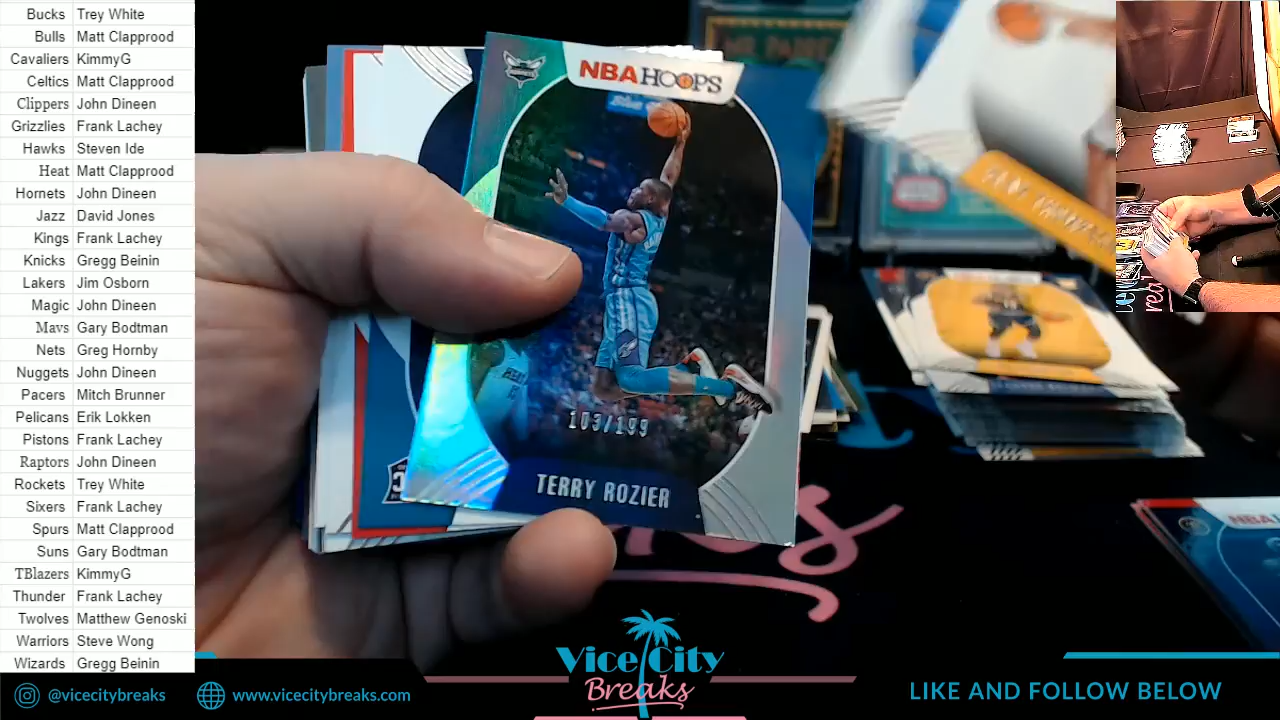 Bucks Trey White
Bulls Matt Clapprood
Cavaliers KimmyG
Celtics Matt Clapprood
Clippers John Dineen
Grizzlies Frank Lachey
Hawks Steven Ide
Heat Matt Clapprood
Hornets John Dineen
Jazz David Jones
Kings Frank Lachey
Knicks Gregg Beinin
Lakers Jim Osborn
Magic John Dineen
Mavs Gary Bodtman
Nets Greg Hornby
Nuggets John Dineen
Pacers Mitch Brunner
Pelicans Erik Lokken
Pistons Frank Lachey
Raptors John Dineen
Rockets Trey White
Sixers Frank Lachey
Spurs Matt Clapprood
Suns Gary Bodtman
TBlazers KimmyG
Thunder Frank Lachey
Twolves Matthew Genoski
Warriors Steve Wong
Wizards Gregg Beinin
NBA HOOPS
103/199
TERRY ROZIER
Vice City
Breaks
@vicecitybreaks
www.vicecitybreaks.com
LIKE AND FOLLOW BELOW